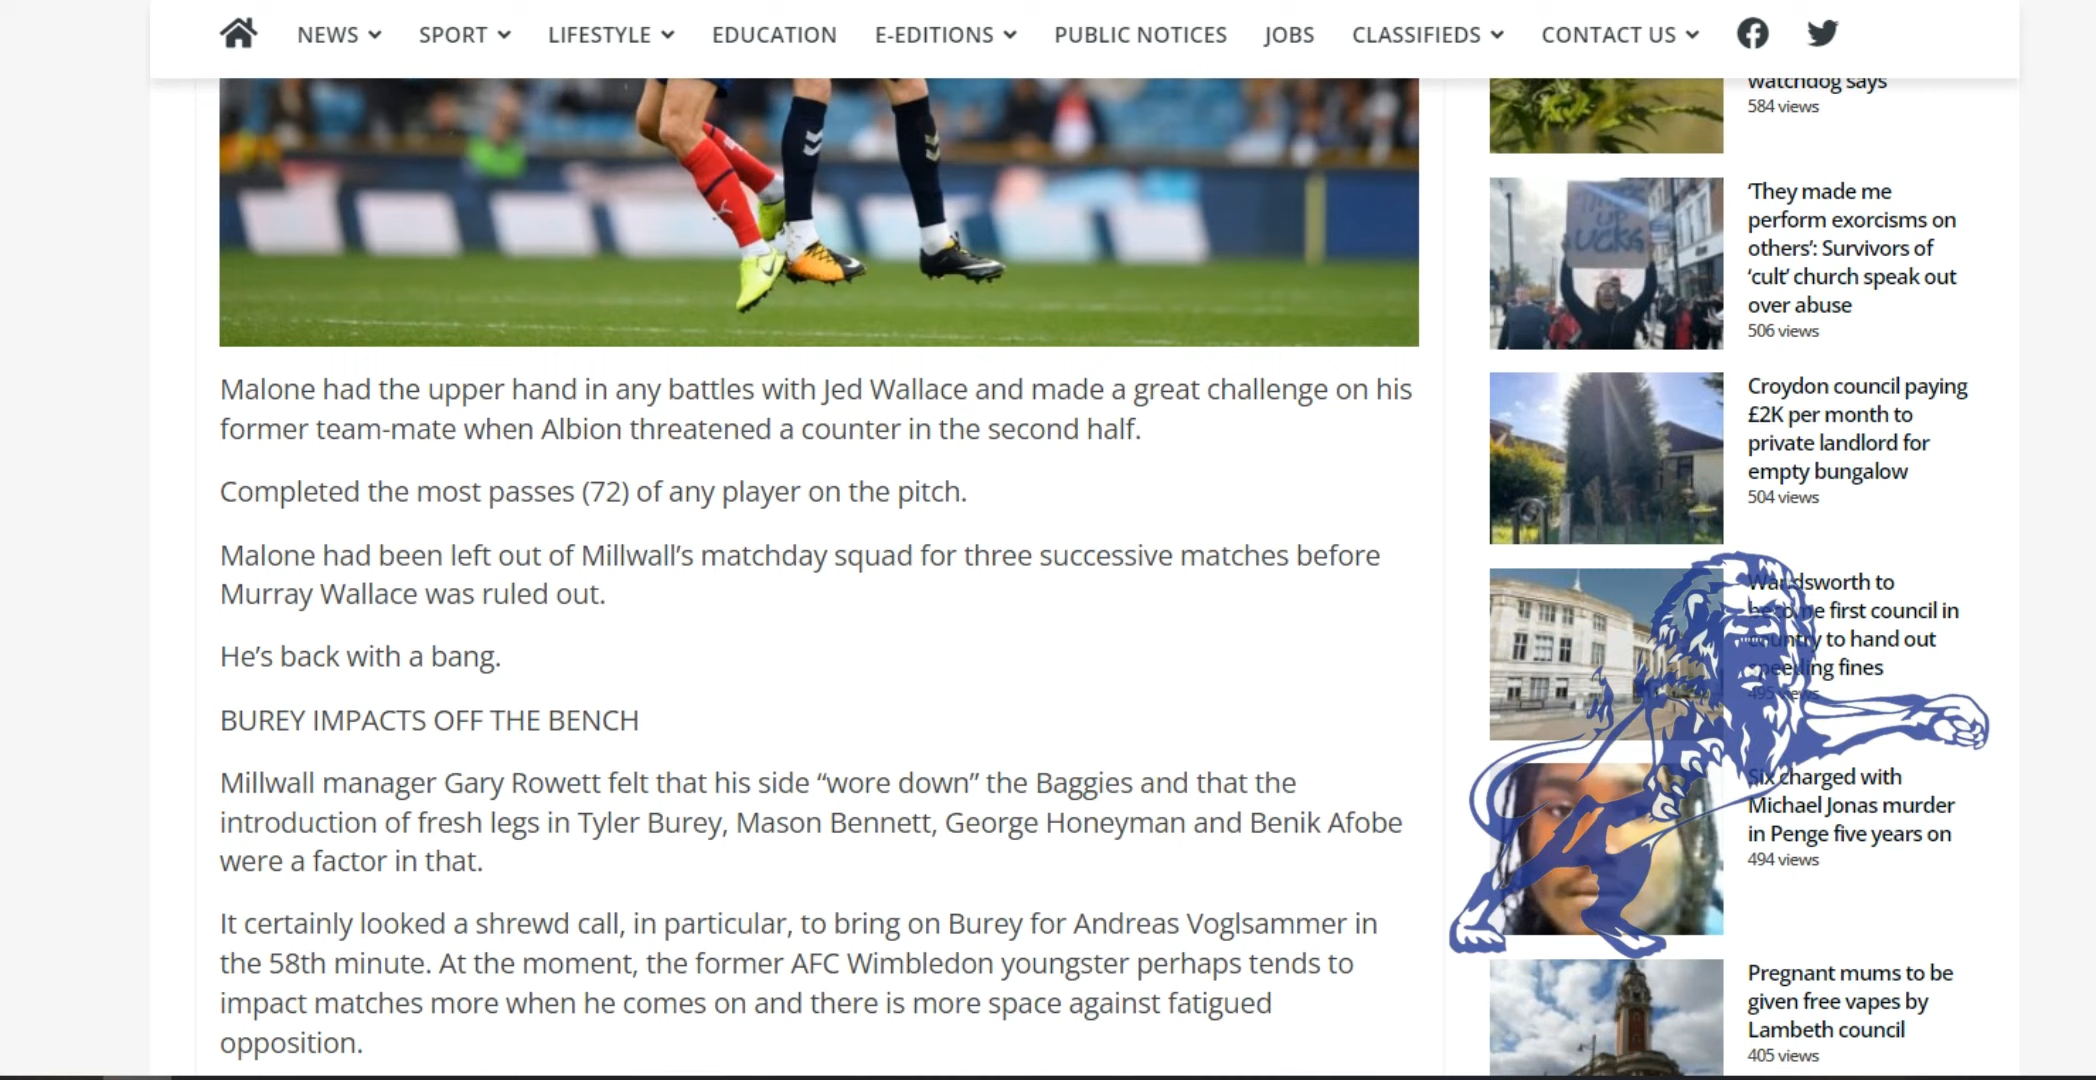 NEWS SPORT LIFESTYLE EDUCATION E-EDITIONS PUBLIC NOTICES JOBS CLASSIFIEDS CONTACT US
Malone had the upper hand in any battles with Jed Wallace and made a great challenge on his
former team-mate when Albion threatened a counter in the second half.
Completed the most passes (72) of any player on the pitch.
Malone had been left out of Millwall’s matchday squad for three successive matches before
Murray Wallace was ruled out.
He’s back with a bang.
BUREY IMPACTS OFF THE BENCH
Millwall manager Gary Rowett felt that his side “wore down” the Baggies and that the
introduction of fresh legs in Tyler Burey, Mason Bennett, George Honeyman and Benik Afobe
were a factor in that.
It certainly looked a shrewd call, in particular, to bring on Burey for Andreas Voglsammer in
the 58th minute. At the moment, the former AFC Wimbledon youngster perhaps tends to
impact matches more when he comes on and there is more space against fatigued
opposition.
watchdog says
584 views
UP
‘They made me
perform exorcisms on
others’: Survivors of
‘cult’ church speak out
over abuse
506 views
Croydon council paying
£2K per month to
private landlord for
empty bungalow
504 views
Wandsworth to
become first council in
country to hand out
speeding fines
495 views
Six charged with
Michael Jonas murder
in Penge five years on
494 views
Pregnant mums to be
given free vapes by
Lambeth council
405 views